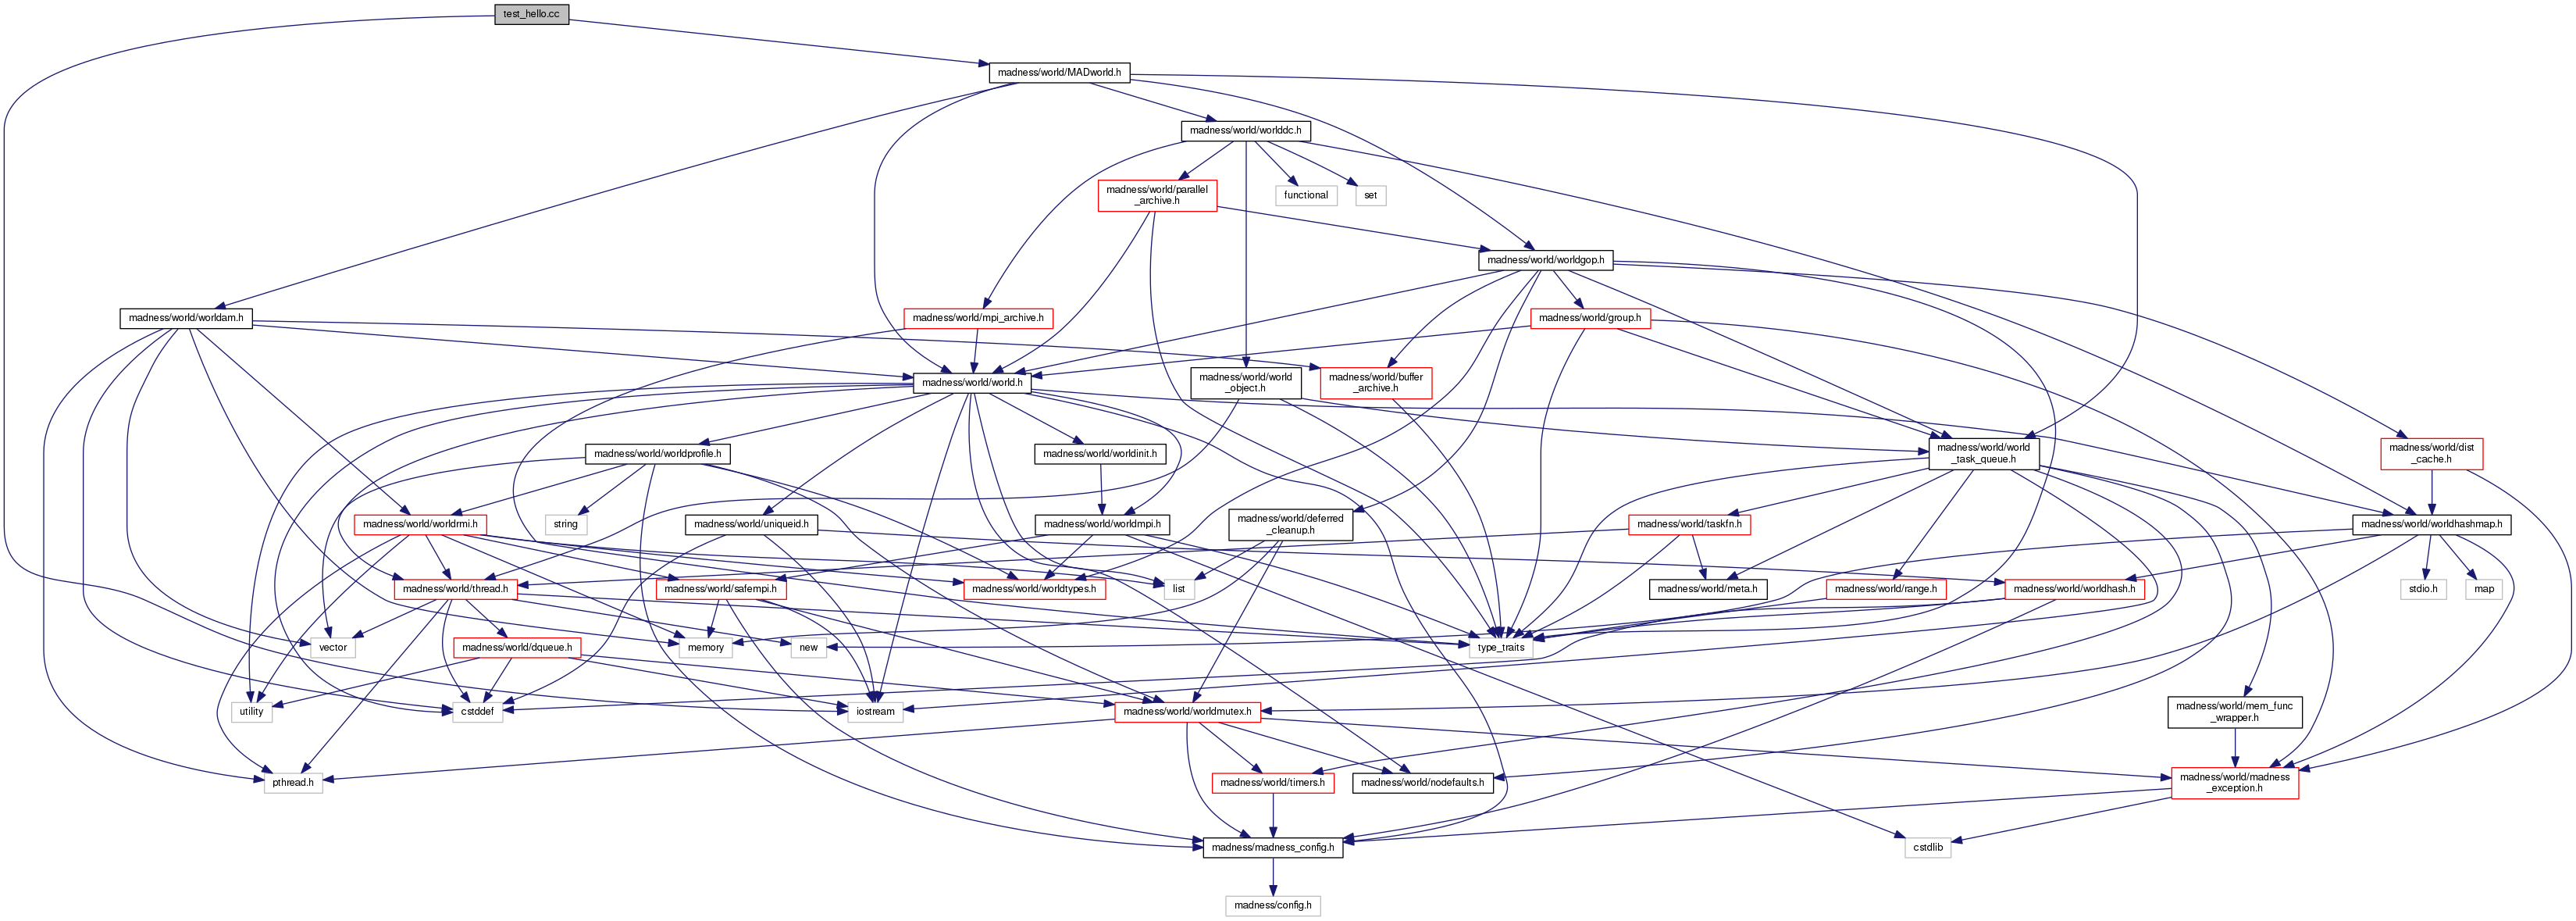 test_hello.cc
madness/world/MADworld.h
madness/world/worlddc.h
madness/world/parallel
_archive.h
functional
set
madness/world/worldgop.h
madness/world/worldam.h
madness/world/mpi_archive.h
madness/world/group.h
madness/world/world.h
madness/world/world
_object.h
madness/world/buffer
_archive.h
madness/world/worldprofile.h
madness/world/worldinit.h
madness/world/world
_task_queue.h
madness/world/dist
_cache.h
madness/world/worldrmi.h
string
madness/world/uniqueid.h
madness/world/worldmpi.h
madness/world/deferred
_cleanup.h
madness/world/taskfn.h
madness/world/worldhashmap.h
madness/world/thread.h
madness/world/safempi.h
madness/world/worldtypes.h
list
madness/world/meta.h
madness/world/range.h
madness/world/worldhash.h
stdio.h
map
vector
madness/world/dqueue.h
memory
new
type_traits
utility
cstddef
iostream
madness/world/worldmutex.h
madness/world/mem_func
_wrapper.h
pthread.h
madness/world/timers.h
madness/world/nodefaults.h
madness/world/madness
_exception.h
madness/madness_config.h
cstdlib
madness/config.h